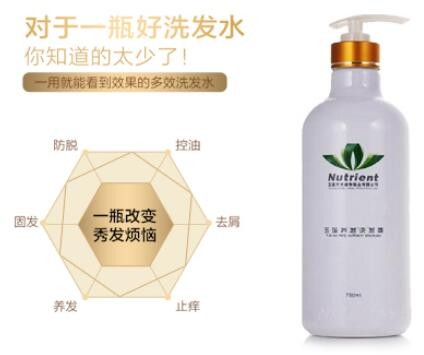 对于一瓶好洗发水
你知道的太少了！
一用就能看到效果的多效洗发水
防脱
控油
固发
一瓶改变
秀发烦恼
去屑
养发
止痒
Nutrient
750ml